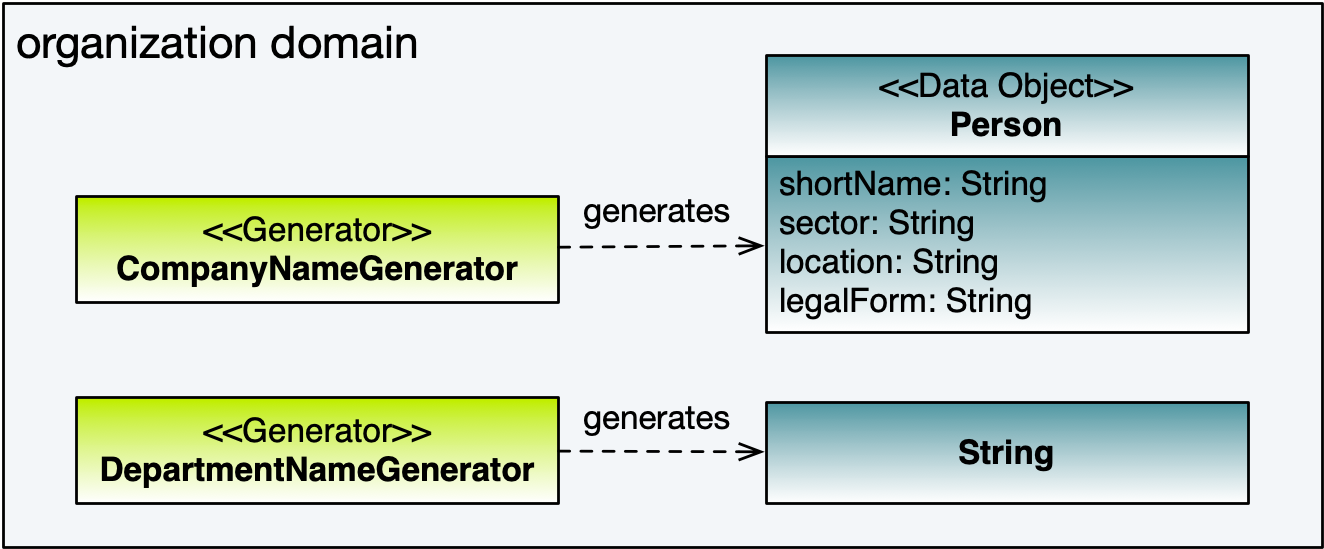 organization domain
<<Data Object>>
Person
shortName: String
sector: String
location: String
legalForm: String
<<Generator>>
CompanyNameGenerator
generates
<<Generator>>
DepartmentNameGenerator
generates
String